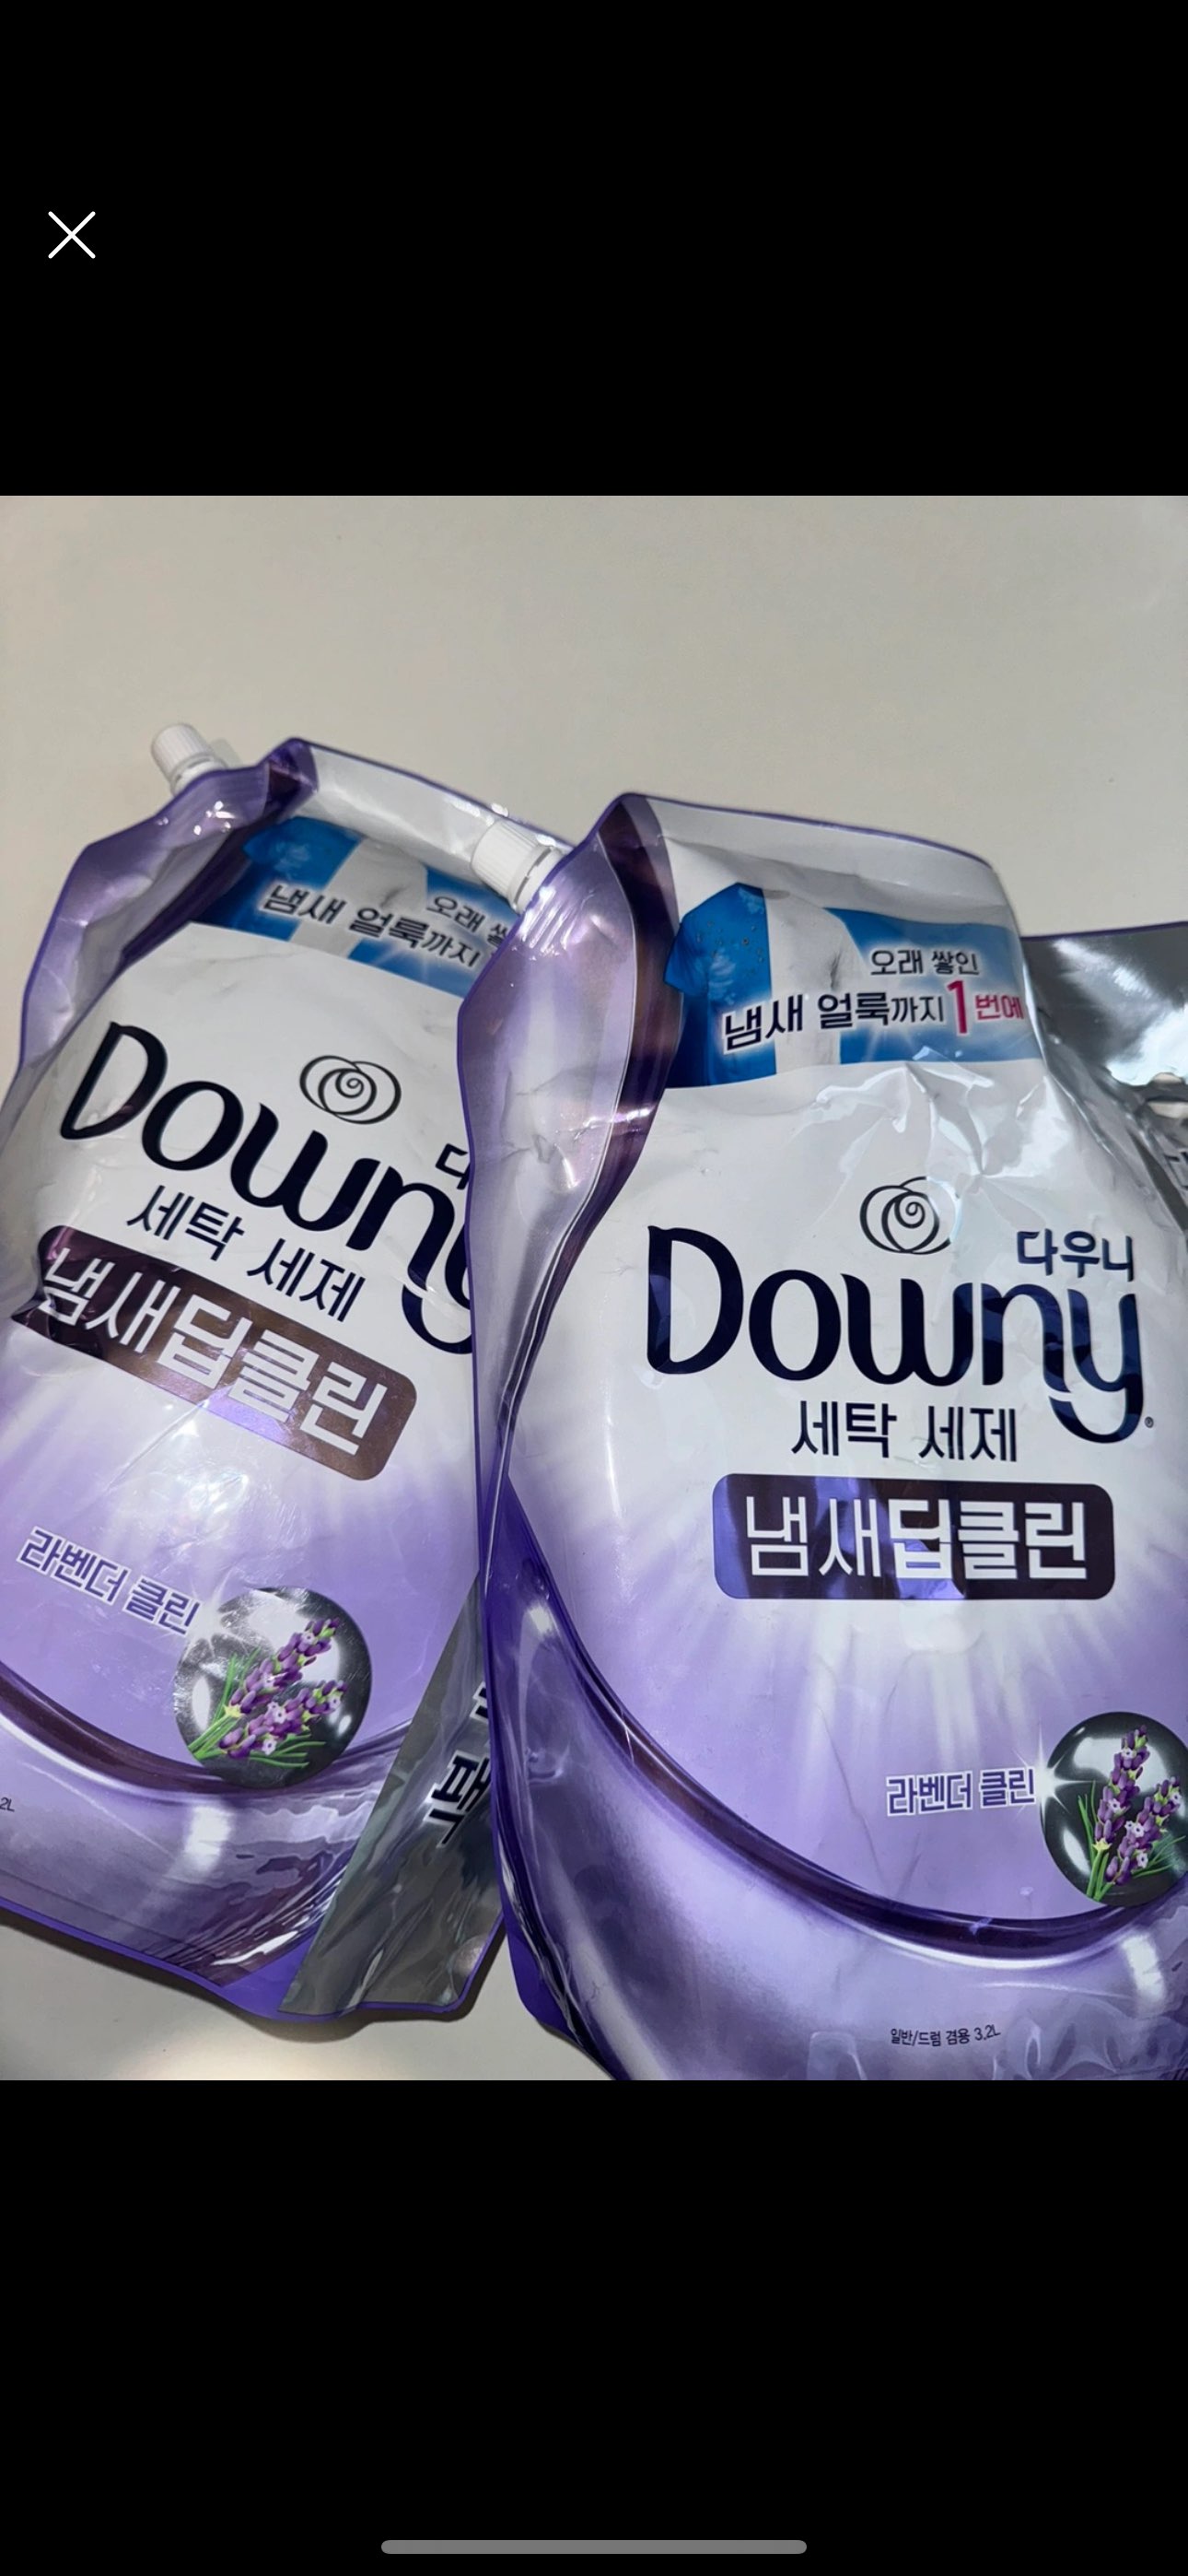 오래
냄새 얼룩까지
Downy
세탁 세제
냄새딥클린
라벤더 클린
2L
팩
오래 쌓인
냄새 얼룩까지 1번에
다우니
Downy®
세탁 세제
냄새딥클린
라벤더 클린
일반/드럼 겸용 3.2L